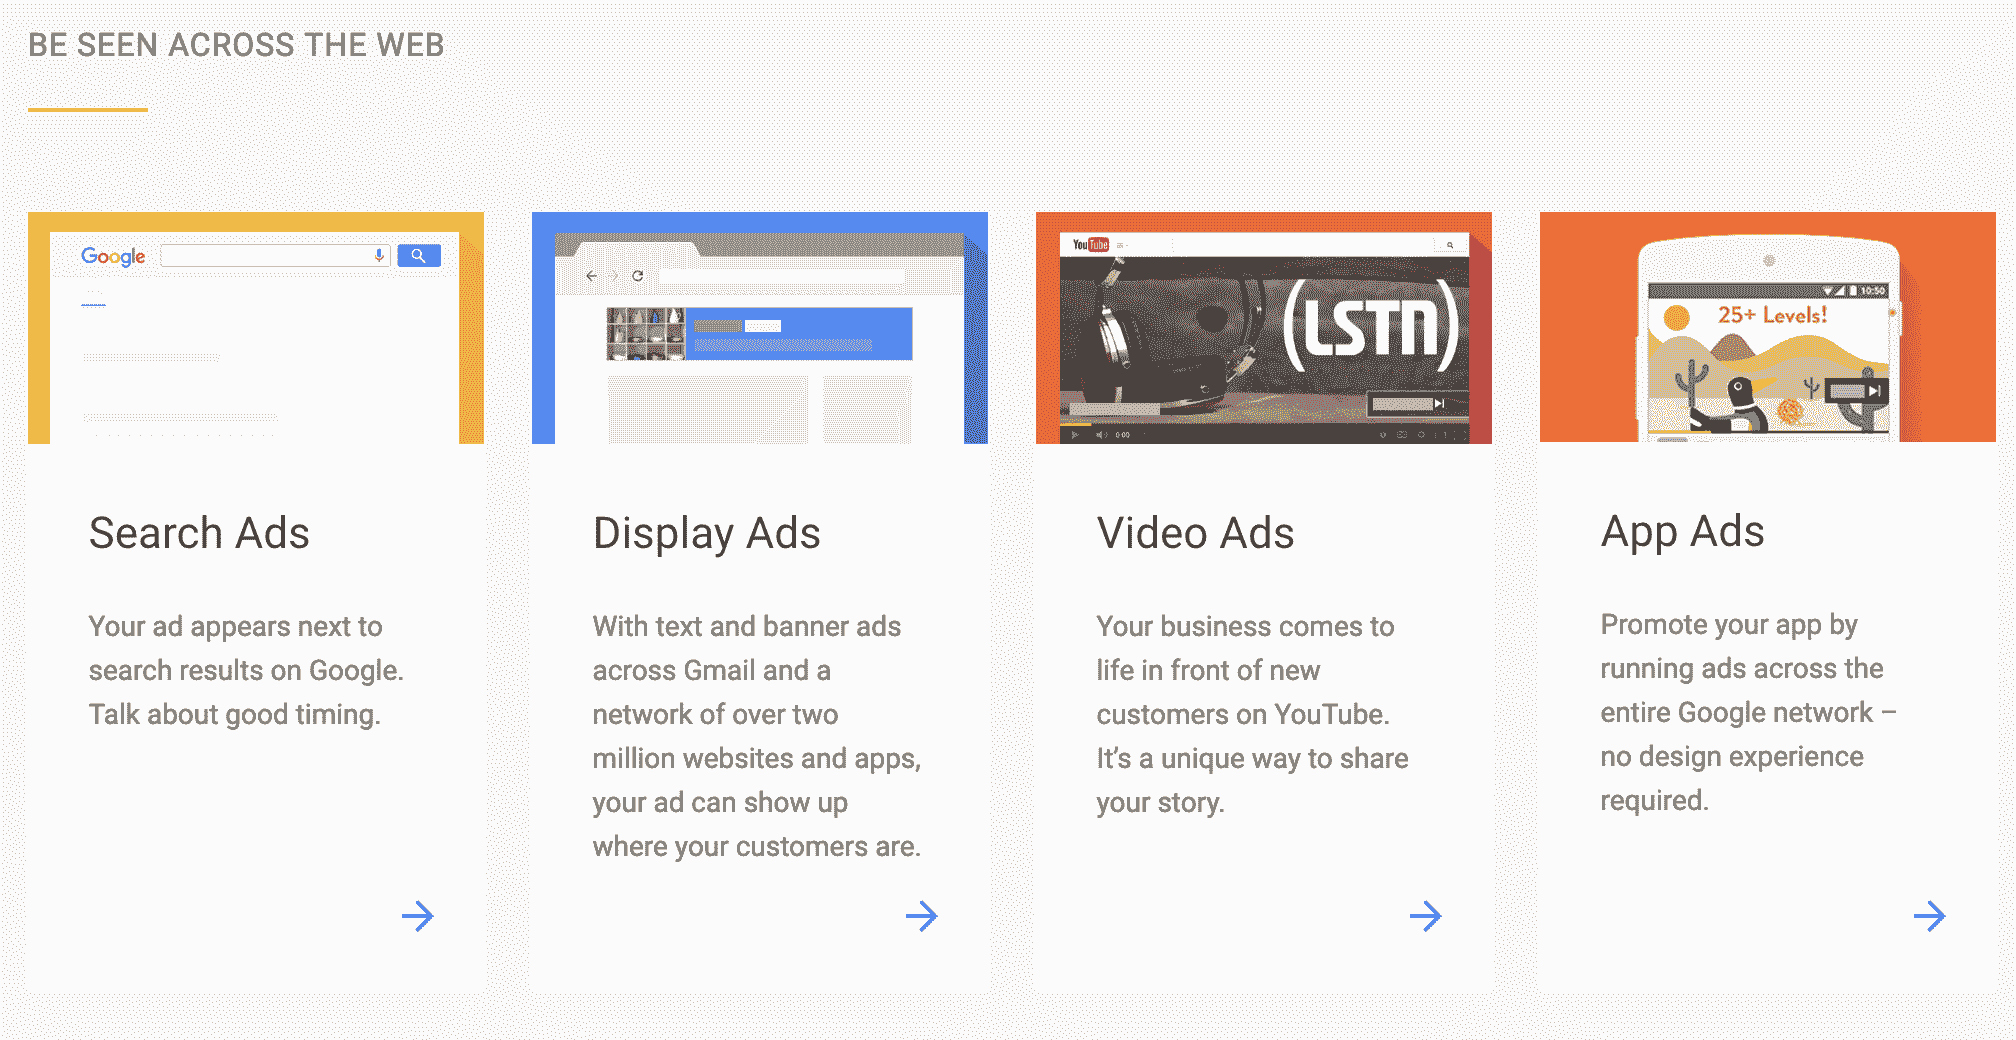 BE SEEN ACROSS THE WEB
Google
YouTube
(LSTN)
0:00
10:50
25+ Levels!
Search Ads
Your ad appears next to
search results on Google.
Talk about good timing.
Display Ads
With text and banner ads
across Gmail and a
network of over two
million websites and apps,
your ad can show up
where your customers are.
Video Ads
Your business comes to
life in front of new
customers on YouTube.
It's a unique way to share
your story.
App Ads
Promote your app by
running ads across the
entire Google network –
no design experience
required.